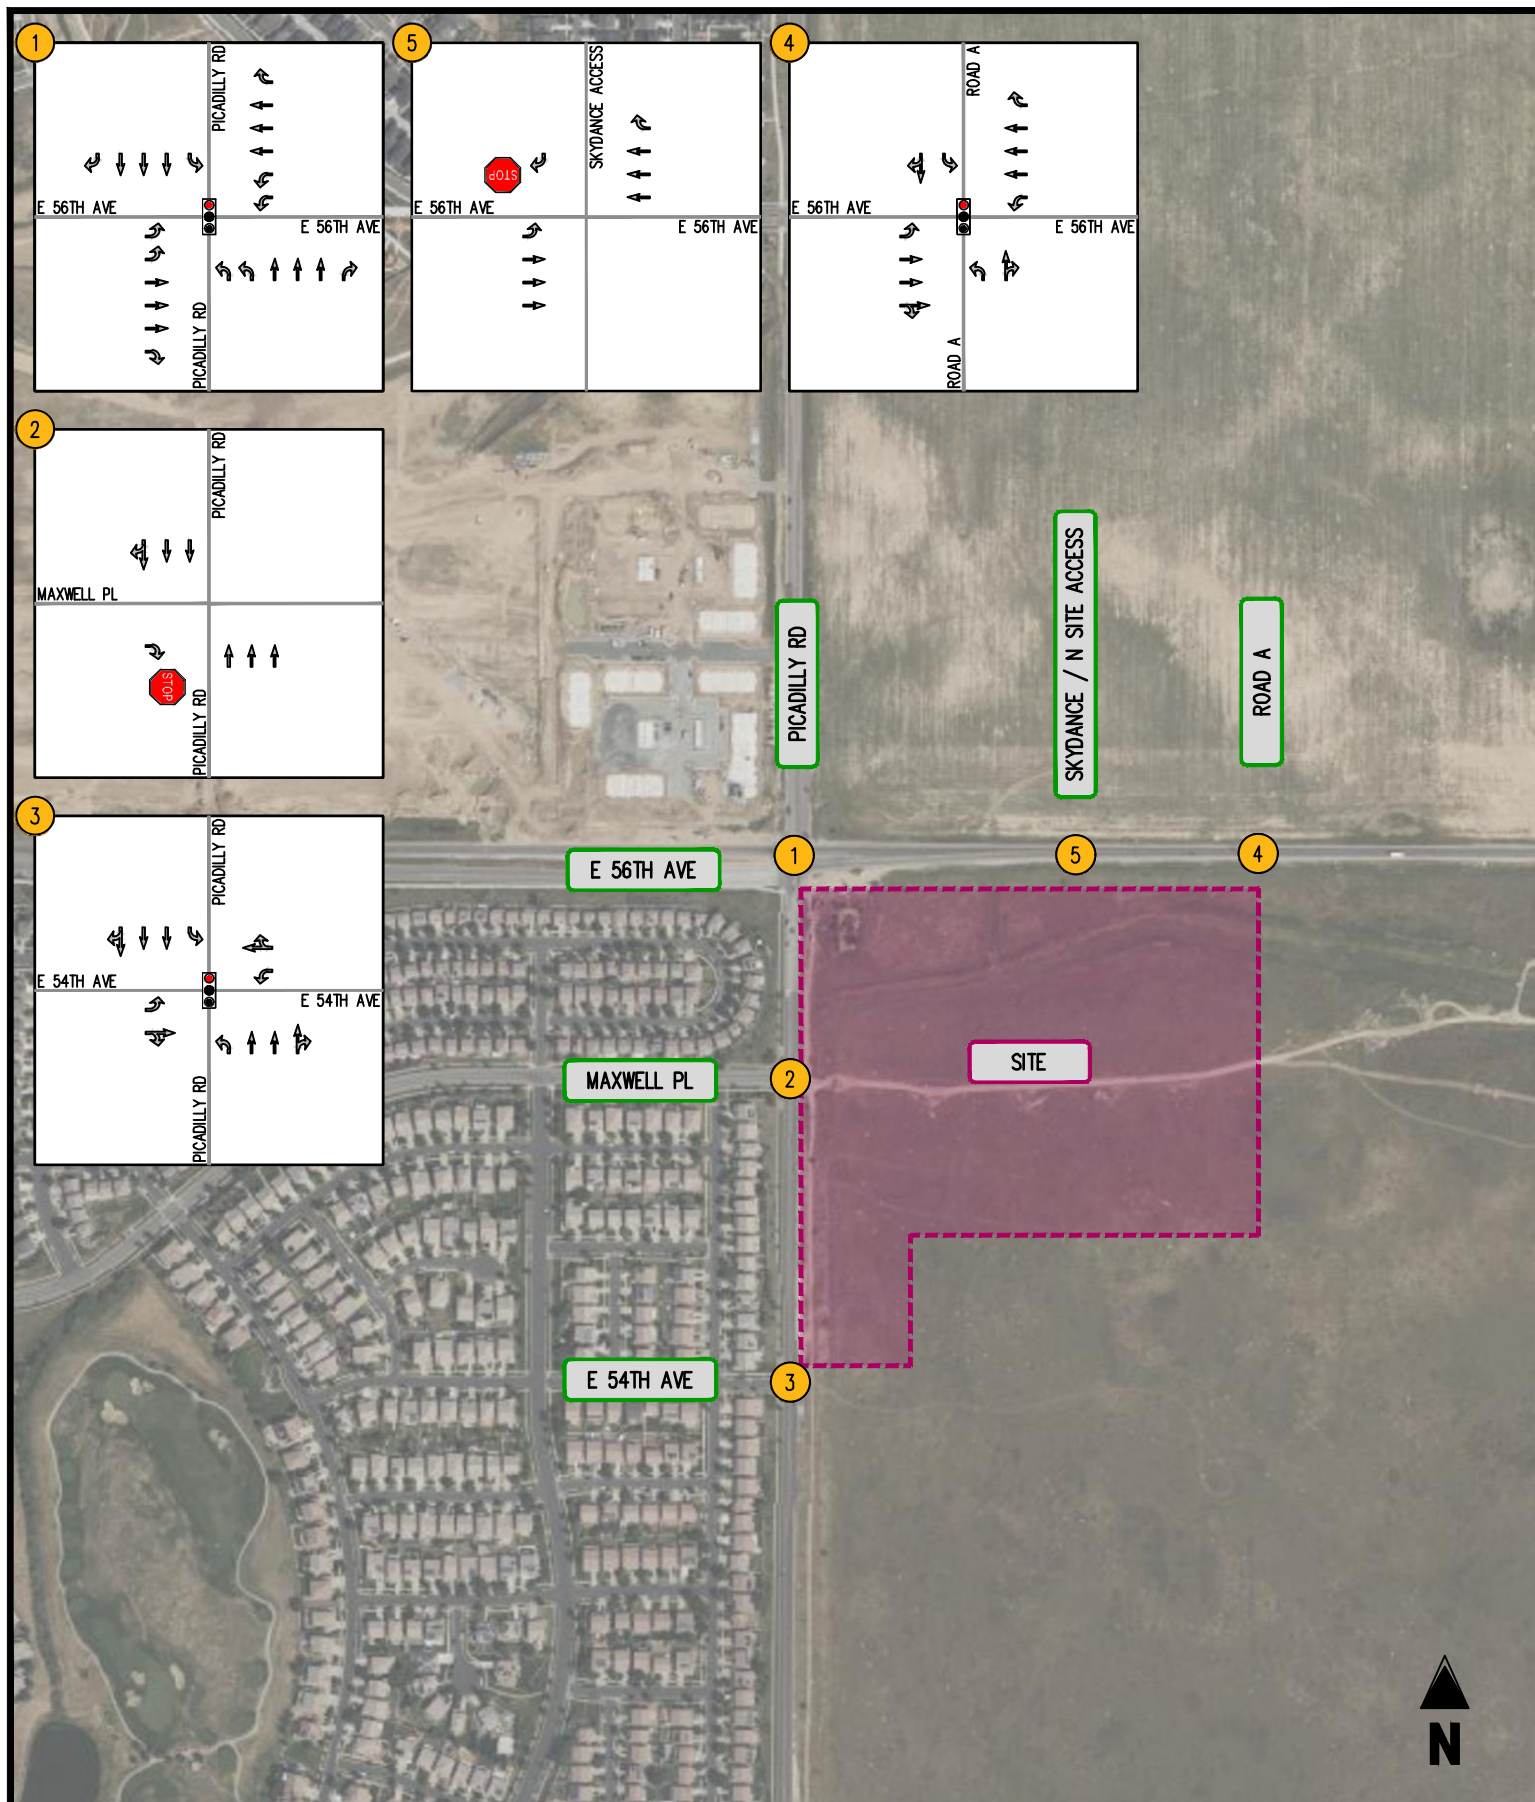 1
PICADILLY RD
E 56TH AVE
E 56TH AVE
PICADILLY RD
5
SKYDANCE ACCESS
STOP
E 56TH AVE
E 56TH AVE
4
ROAD A
E 56TH AVE
E 56TH AVE
ROAD A
2
PICADILLY RD
MAXWELL PL
STOP
PICADILLY RD
3
PICADILLY RD
E 54TH AVE
E 54TH AVE
PICADILLY RD
PICADILLY RD
SKYDANCE / N SITE ACCESS
ROAD A
E 56TH AVE
1
5
4
MAXWELL PL
2
SITE
E 54TH AVE
3
N